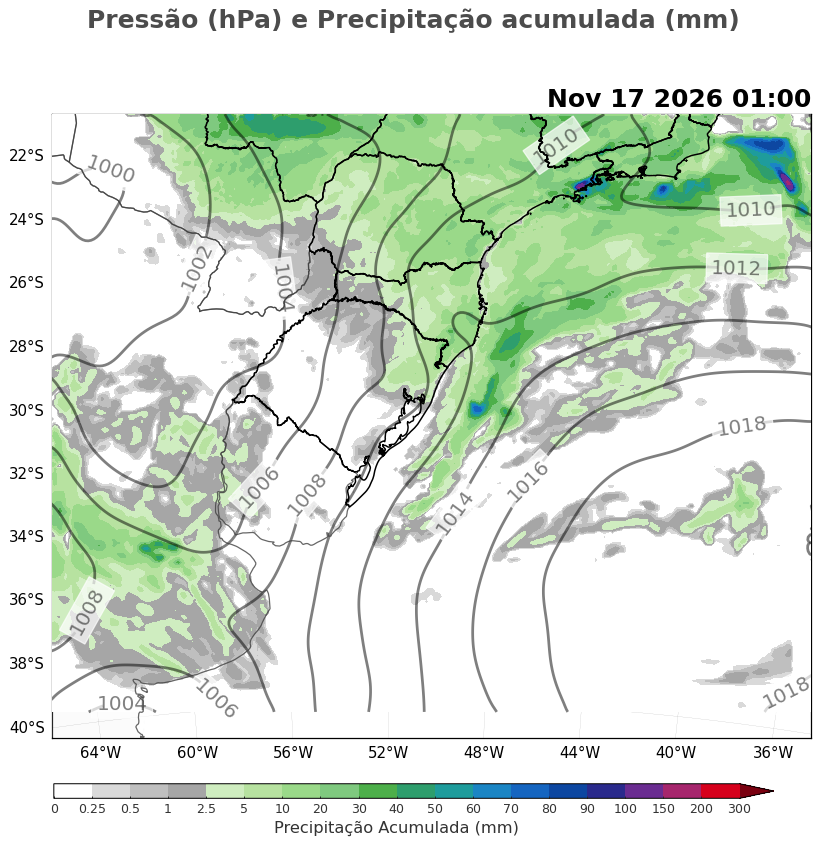 Pressão (hPa) e Precipitação acumulada (mm)
Nov 17 2026 01:00
22°S
24°S
26°S
28°S
30°S
32°S
34°S
36°S
38°S
40°S
1000
1010
1010
1002
1004
1012
1018
1006
1008
1016
1014
1008
1006
1004
1018
64°W 60°W 56°W 52°W 48°W 44°W 40°W 36°W
0 0.25 0.5 1 2.5 5 10 20 30 40 50 60 70 80 90 100 150 200 300
Precipitação Acumulada (mm)